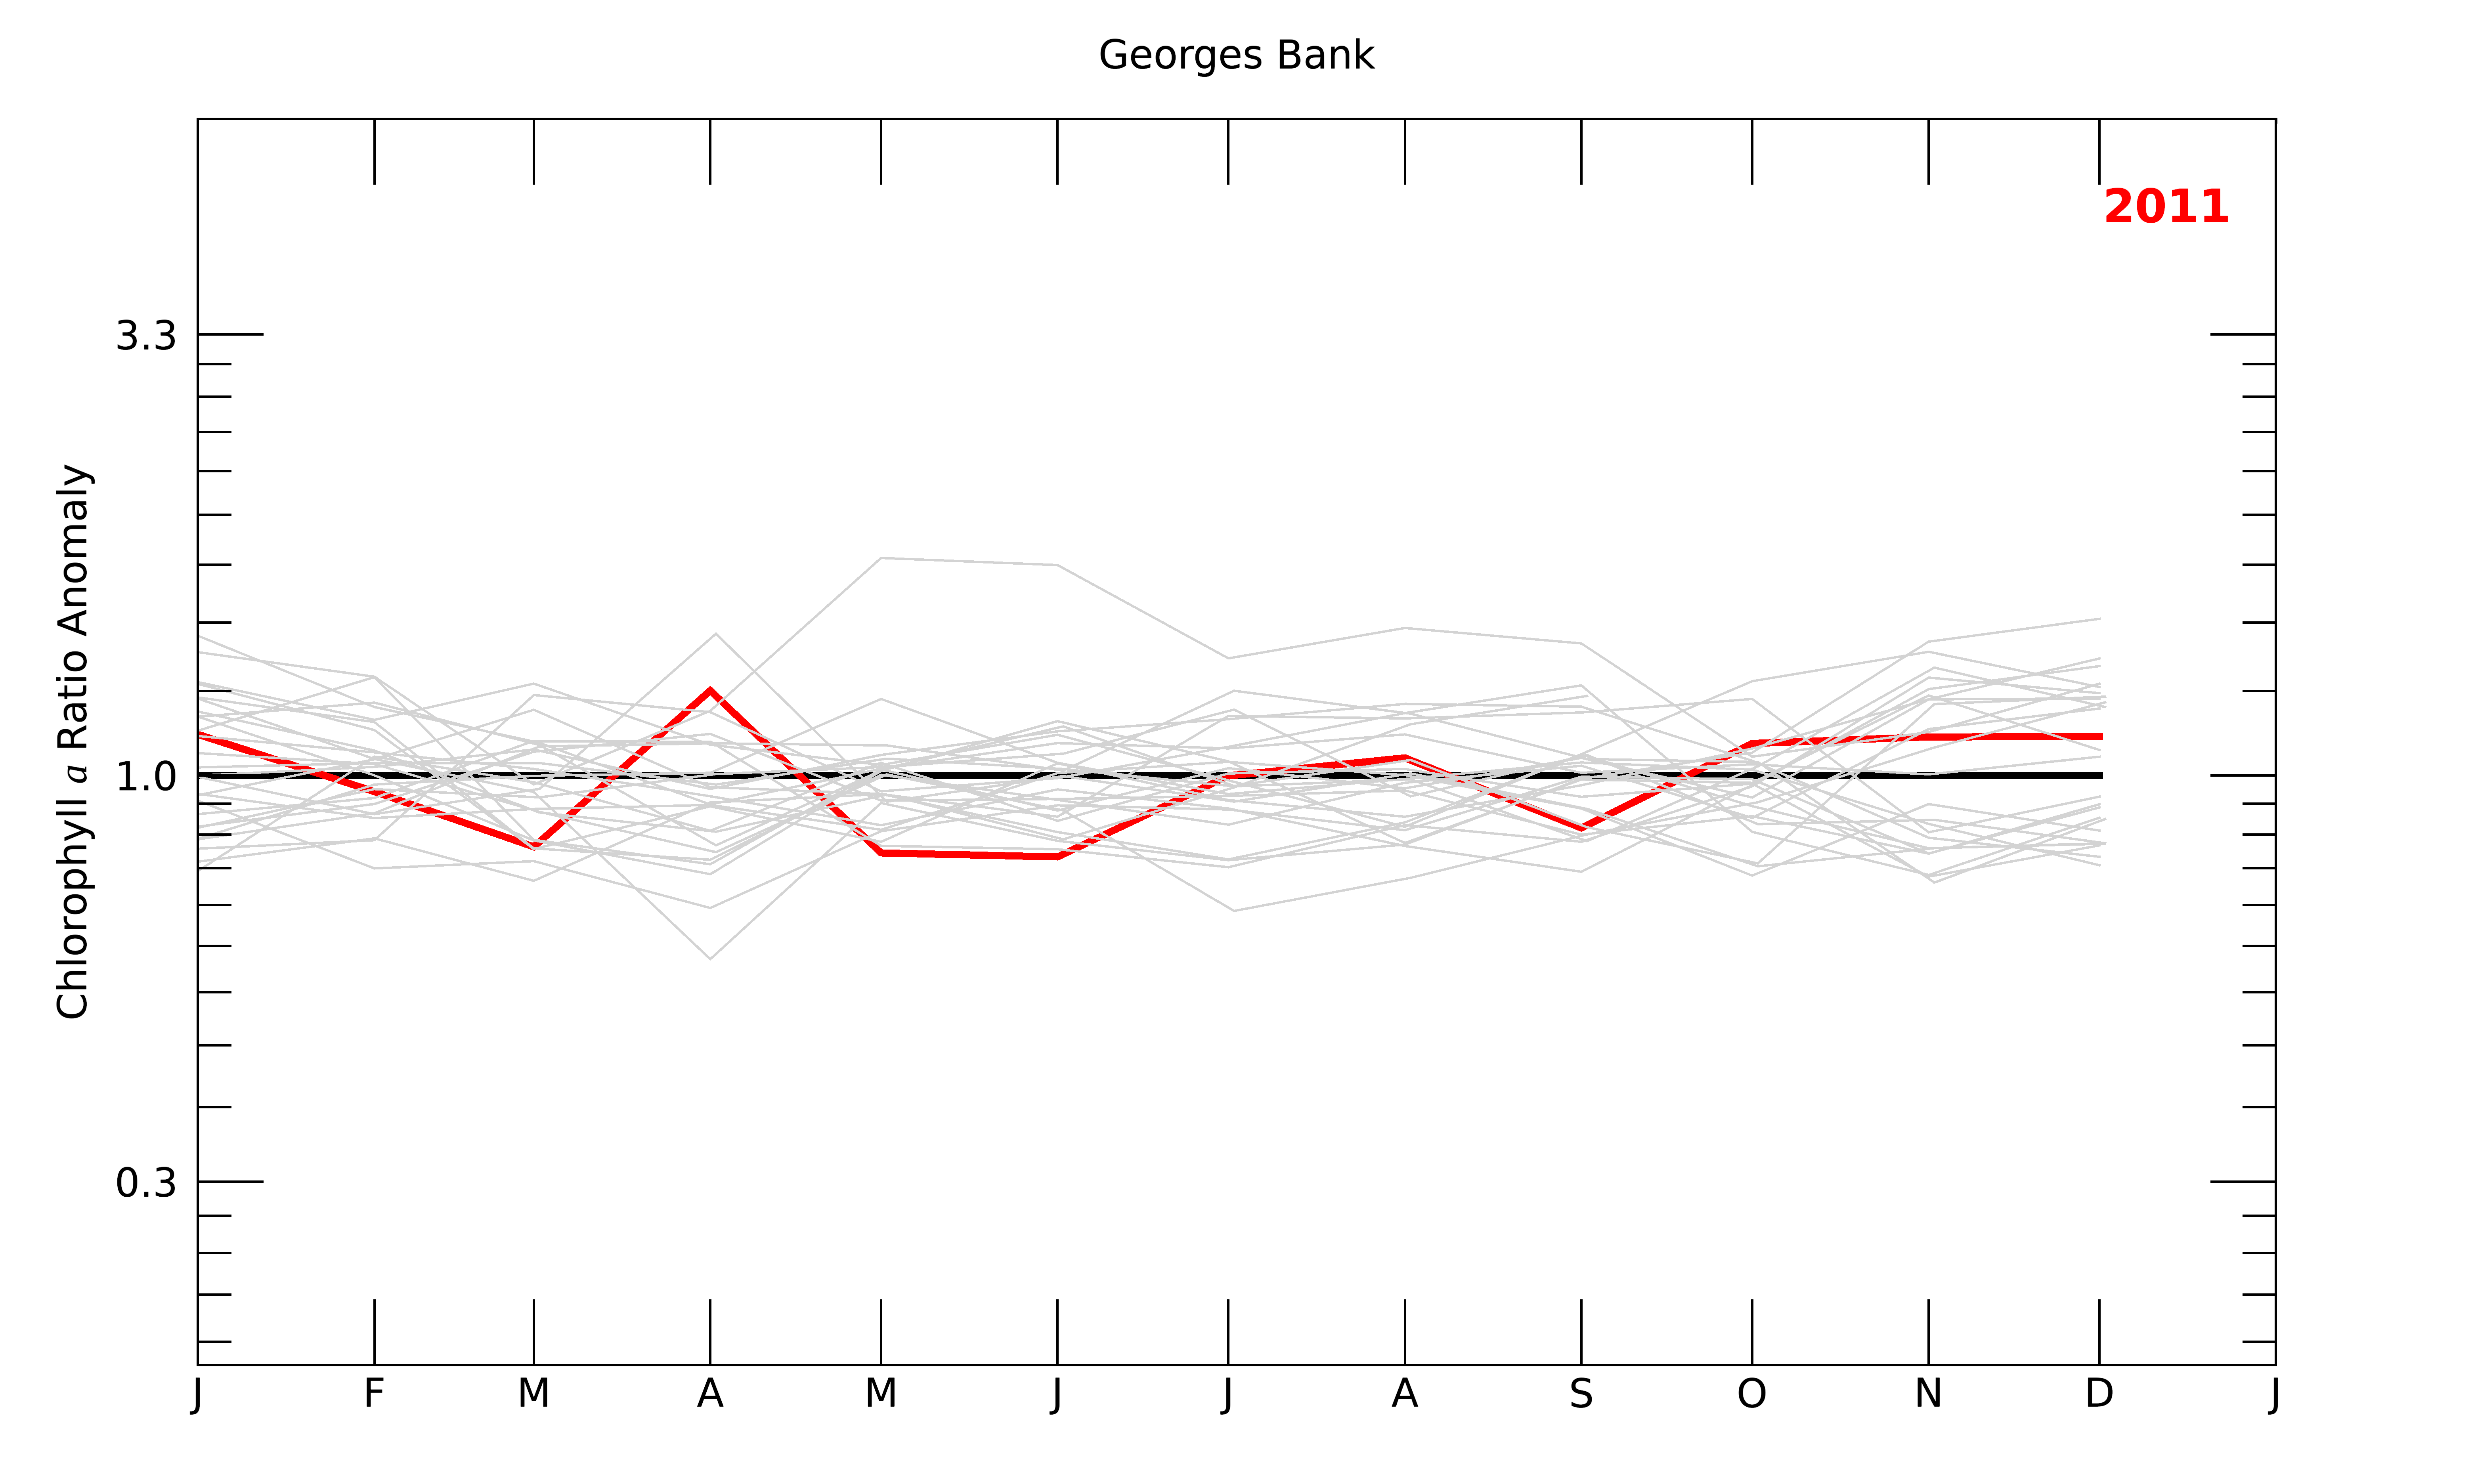 Georges Bank
2011
3.3
1.0
0.3
Chlorophyll a Ratio Anomaly
J F M A M J J A S O N D J